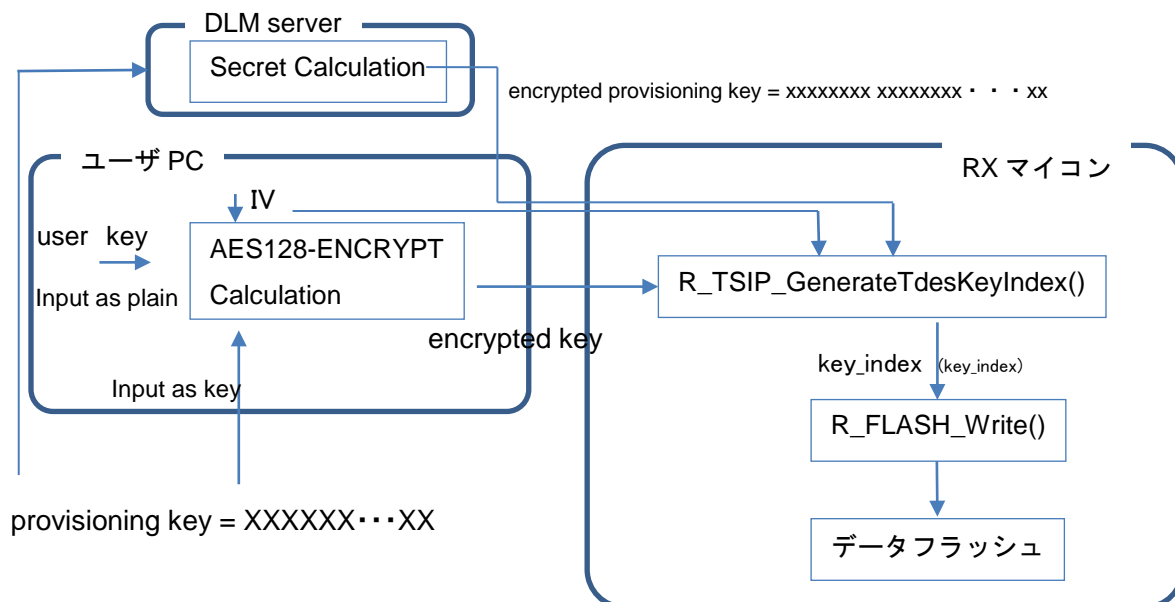 DLM server
Secret Calculation
encrypted provisioning key = xxxxxxxx xxxxxxxx・・・xx
ユーザ PC
RX マイコン
IV
user key
AES128-ENCRYPT
Calculation
Input as plain
R_TSIP_GenerateTdesKeyIndex()
encrypted key
key_index (key_index)
Input as key
R_FLASH_Write()
provisioning key = XXXXXX・・・XX
データフラッシュ